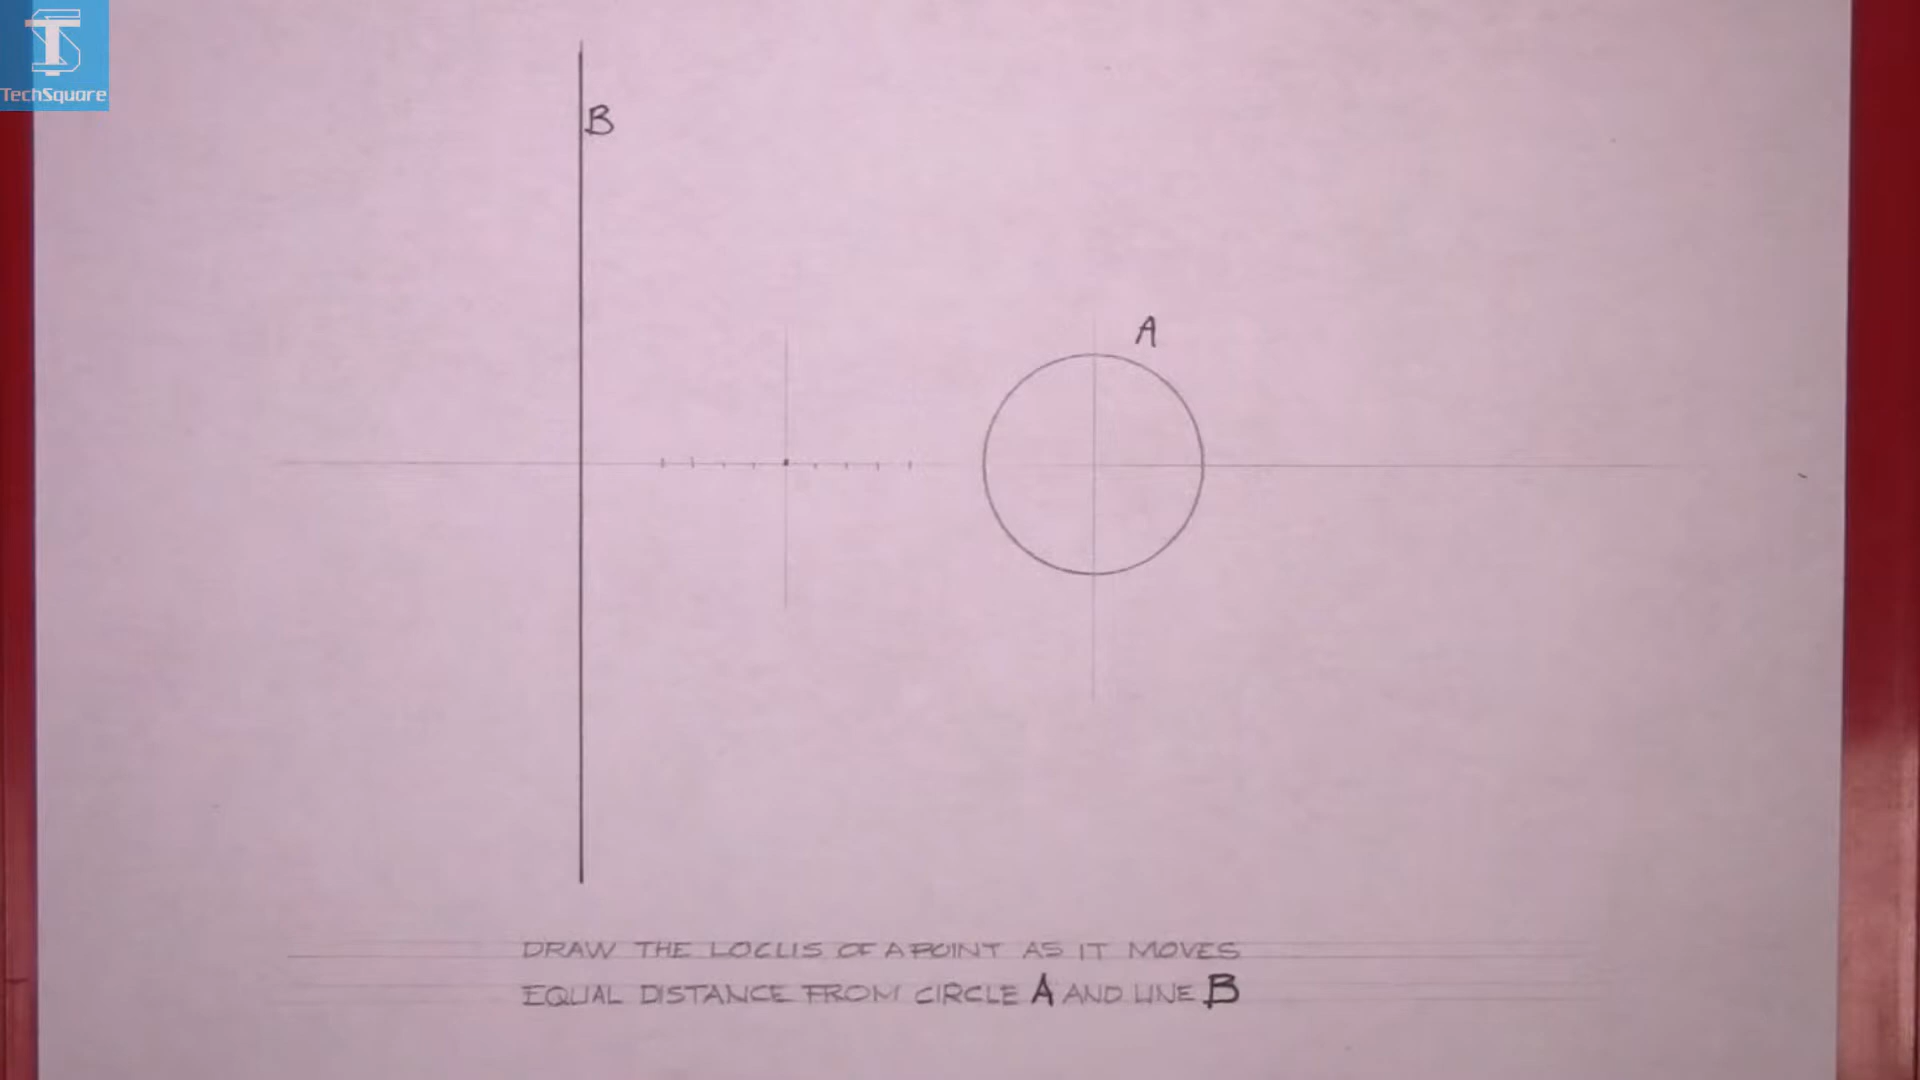 TechSquare
B
A
DRAW THE LOCUS OF A POINT AS IT MOVES
EQUAL DISTANCE FROM CIRCLE A AND LINE B